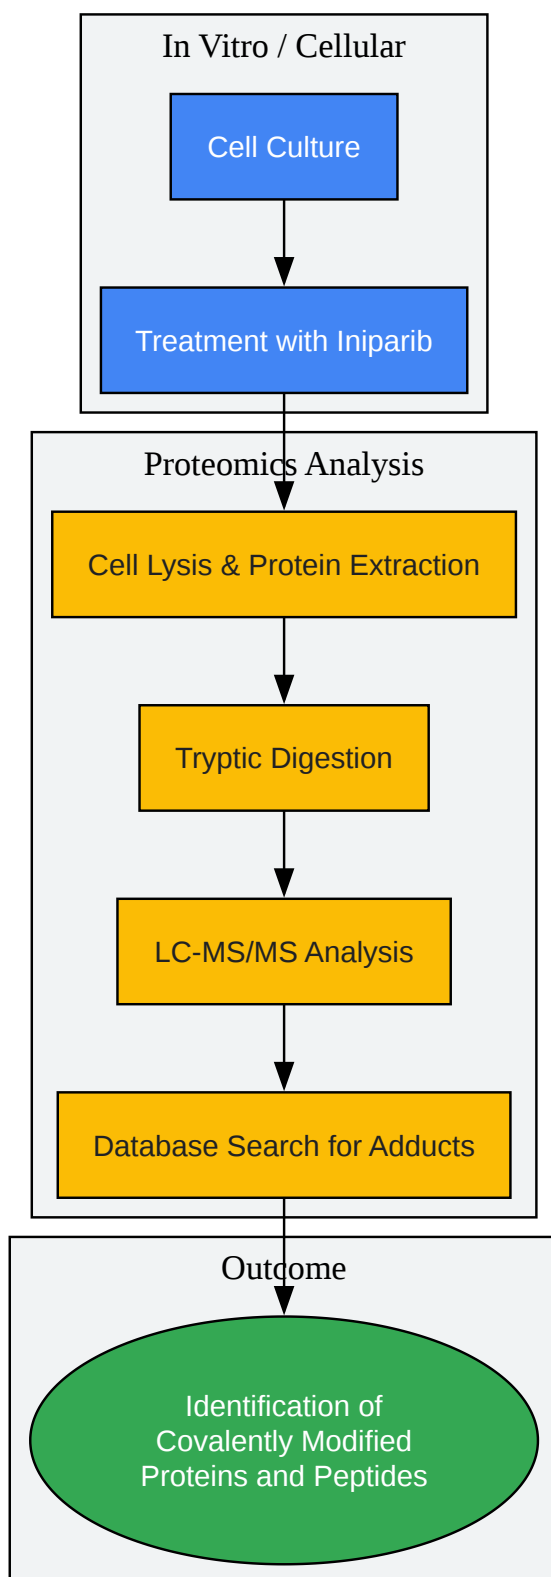 In Vitro / Cellular
Cell Culture
Treatment with Iniparib
Proteomics Analysis
Cell Lysis & Protein Extraction
Tryptic Digestion
LC-MS/MS Analysis
Database Search for Adducts
Outcome
Identification of
Covalently Modified
Proteins and Peptides